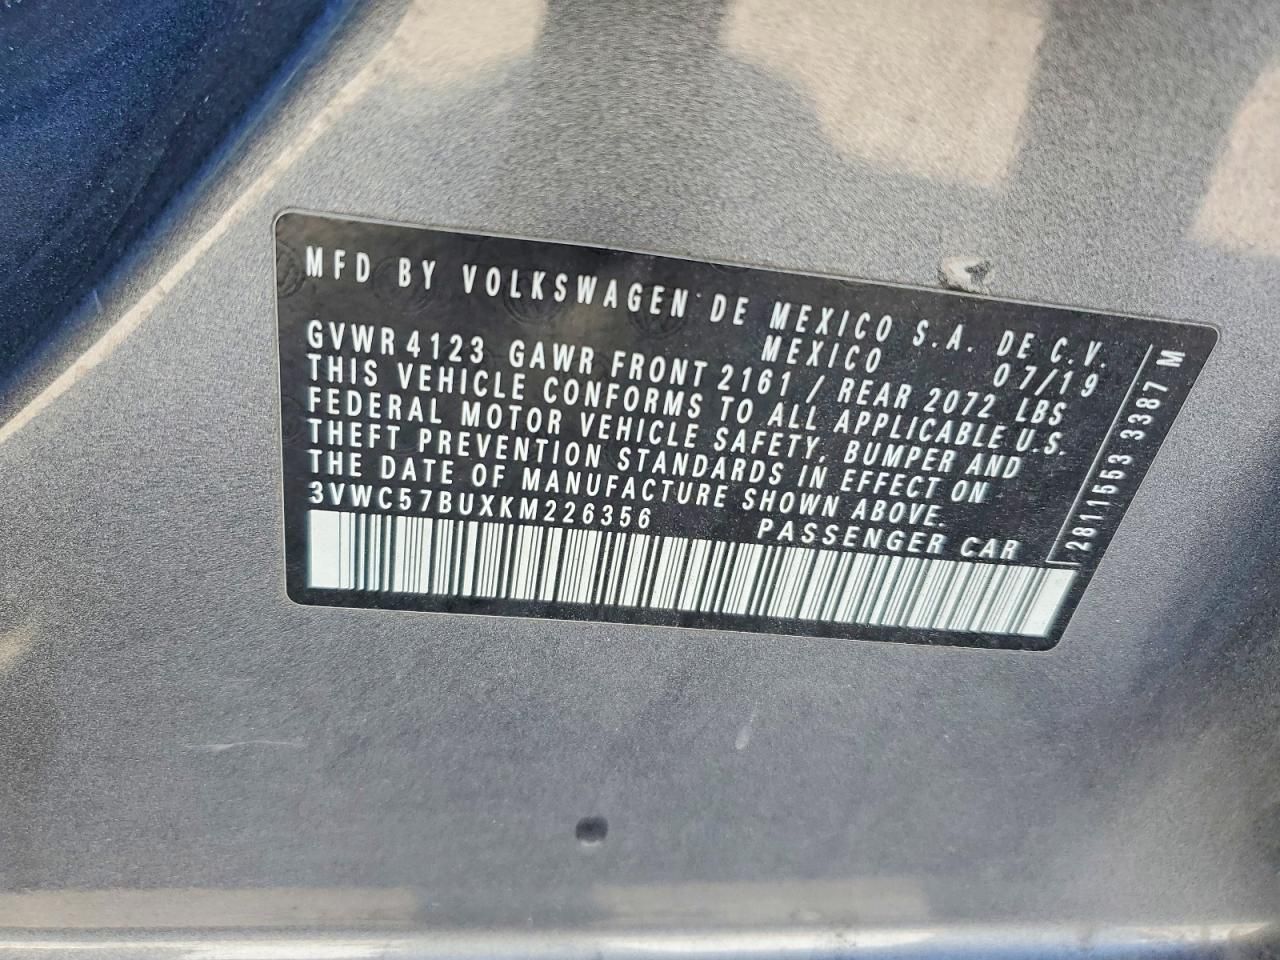 MFD BY VOLKSWAGEN DE MEXICO S.A. DE C.V.
MEXICO 07/19
GVWR 4123 GAWR FRONT 2161 / REAR 2072 LBS
THIS VEHICLE CONFORMS TO ALL APPLICABLE U.S.
FEDERAL MOTOR VEHICLE SAFETY, BUMPER AND
THEFT PREVENTION STANDARDS IN EFFECT ON
THE DATE OF MANUFACTURE SHOWN ABOVE.
3VWC57BUXKM226356 PASSENGER CAR
2811553 3387 M